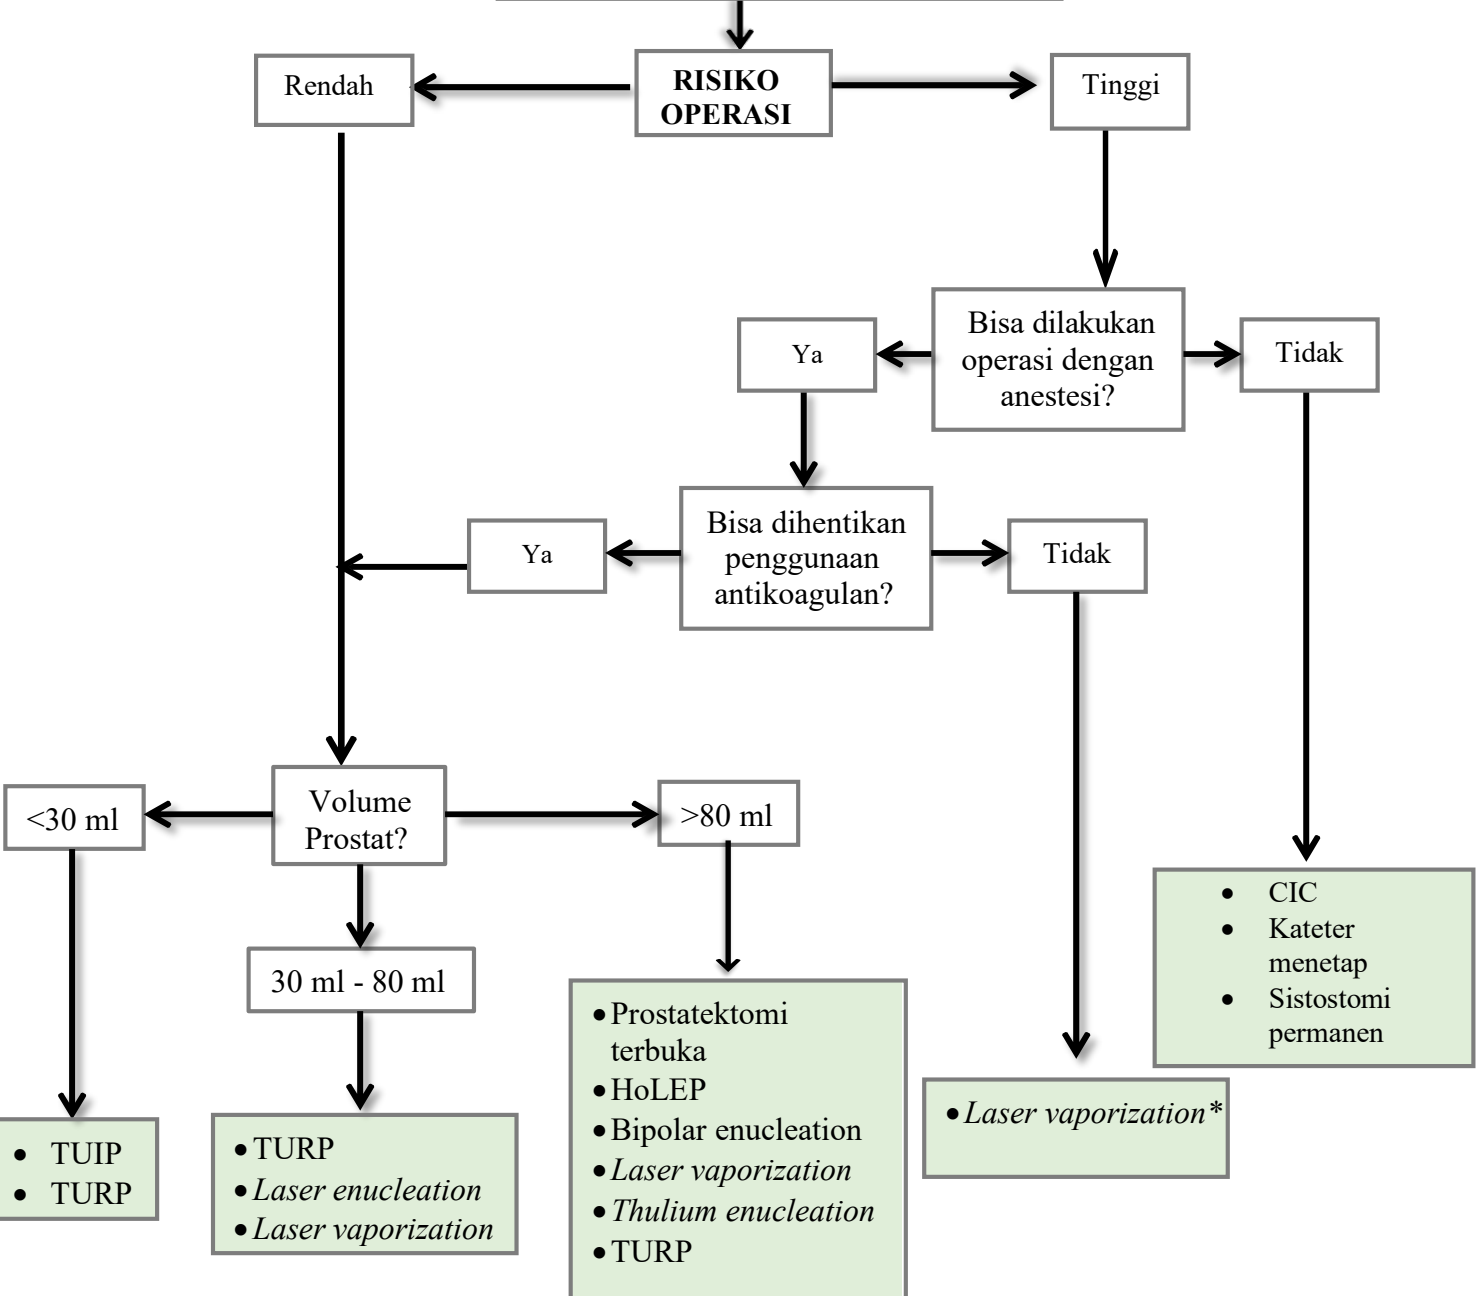 RISIKO
OPERASI
Rendah
Tinggi
Bisa dilakukan
operasi dengan
anestesi?
Ya
Tidak
Bisa dihentikan
penggunaan
antikoagulan?
Ya
Tidak
Volume
Prostat?
<30 ml
>80 ml
30 ml - 80 ml
• CIC
• Kateter
menetap
• Sistostomi
permanen
• Prostatektomi
terbuka
• HoLEP
• Bipolar enucleation
• Laser vaporization
• Thulium enucleation
• TURP
• Laser vaporization*
• TUIP
• TURP
• TURP
• Laser enucleation
• Laser vaporization